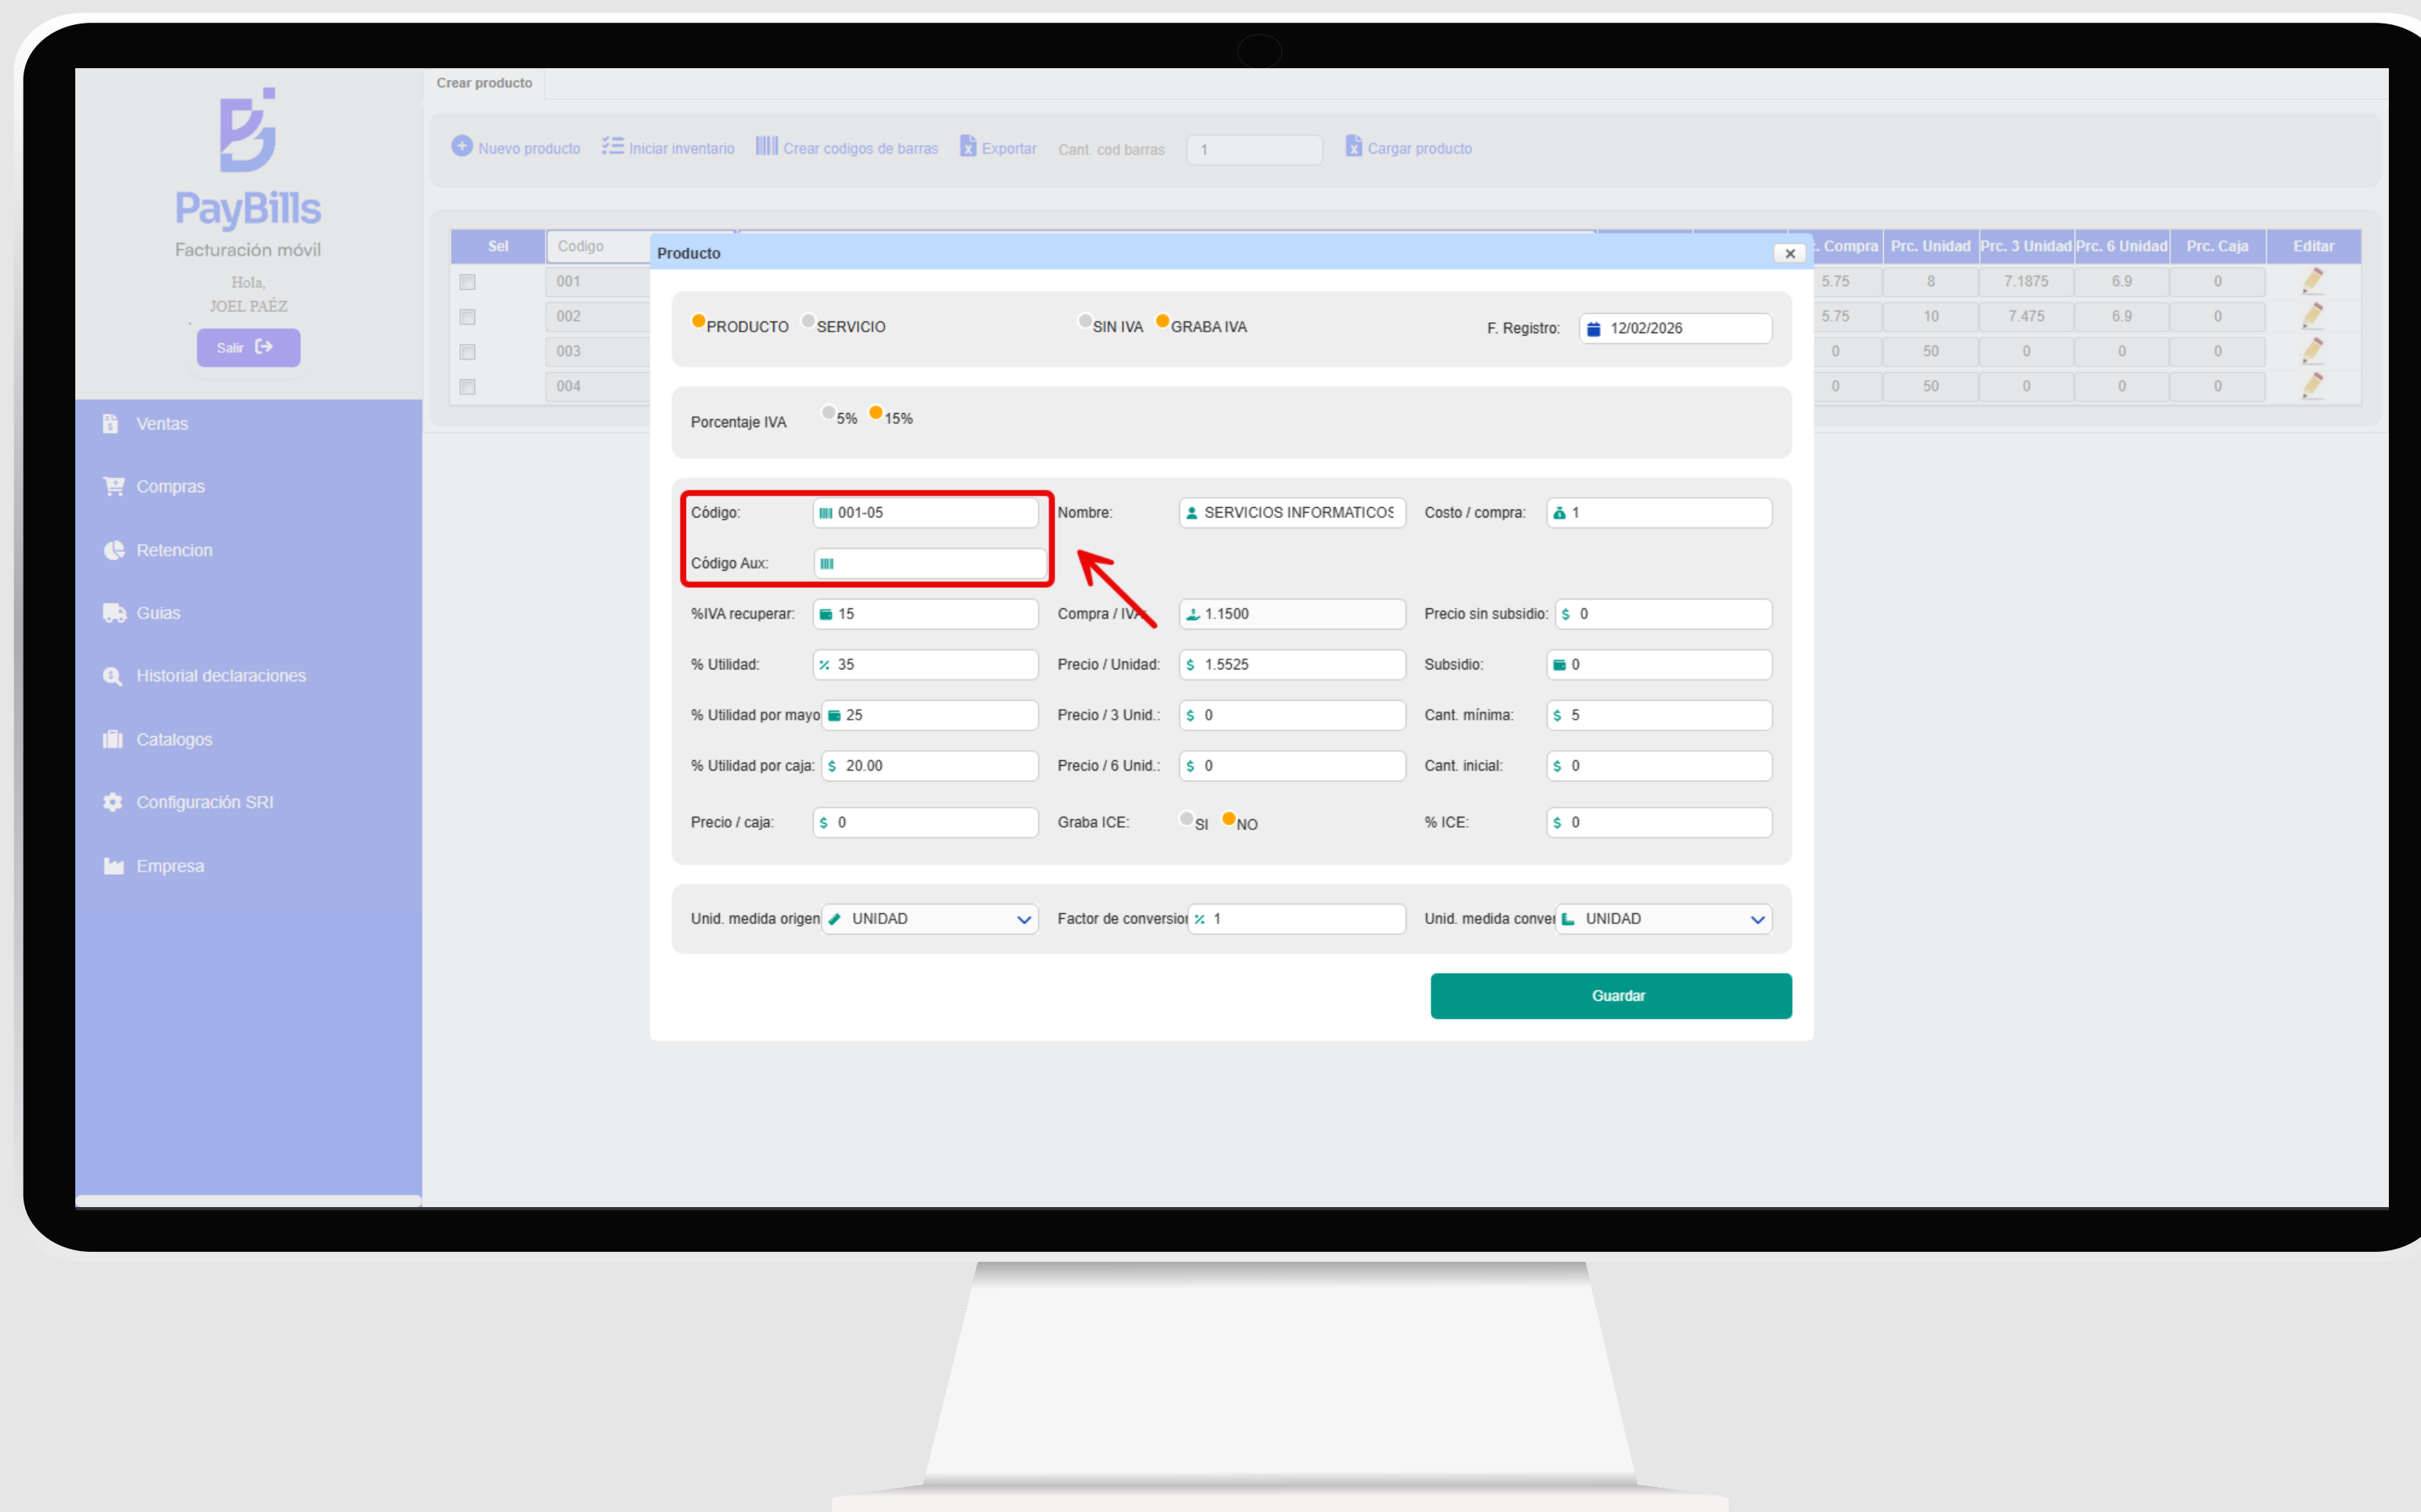 Crear producto
Nuevo producto Iniciar inventario Crear codigos de barras Exportar Cant. cod barras 1 Cargar producto
PayBills
Facturación móvil
Hola,
JOEL PAÉZ
Salir
Ventas
Compras
Retencion
Guias
Historial declaraciones
Catalogos
Configuración SRI
Empresa
Sel Codigo . Compra Prc. Unidad Prc. 3 Unidad Prc. 6 Unidad Prc. Caja Editar
001 5.75 8 7.1875 6.9 0
002 5.75 10 7.475 6.9 0
003 0 50 0 0 0
004 0 50 0 0 0
Producto
PRODUCTO SERVICIO SIN IVA GRABA IVA F. Registro: 12/02/2026
Porcentaje IVA 5% 15%
Código: 001-05 Nombre: SERVICIOS INFORMATICOS Costo / compra: 1
Código Aux:
%IVA recuperar: 15 Compra / IVA: 1.1500 Precio sin subsidio: $ 0
% Utilidad: % 35 Precio / Unidad: $ 1.5525 Subsidio: 0
% Utilidad por mayo 25 Precio / 3 Unid.: $ 0 Cant. mínima: $ 5
% Utilidad por caja: $ 20.00 Precio / 6 Unid.: $ 0 Cant. inicial: $ 0
Precio / caja: $ 0 Graba ICE: SI NO % ICE: $ 0
Unid. medida origen UNIDAD Factor de conversion % 1 Unid. medida conver UNIDAD
Guardar